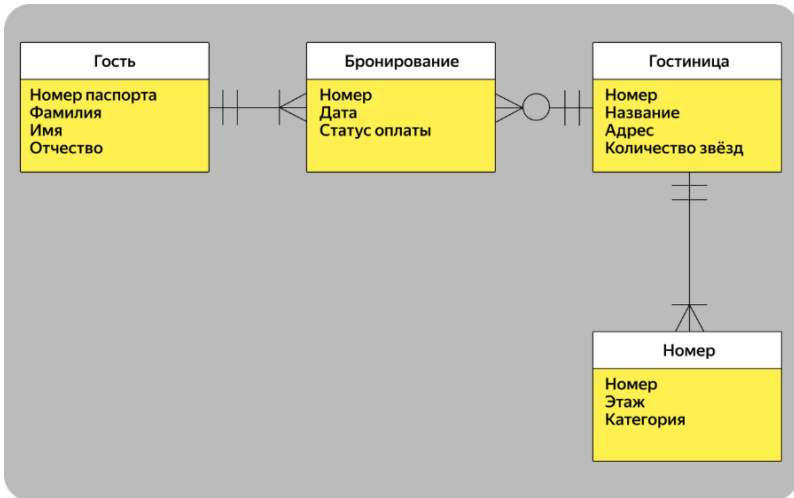 Гость
Номер паспорта
Фамилия
Имя
Отчество
Бронирование
Номер
Дата
Статус оплаты
Гостиница
Номер
Название
Адрес
Количество звёзд
Номер
Номер
Этаж
Категория